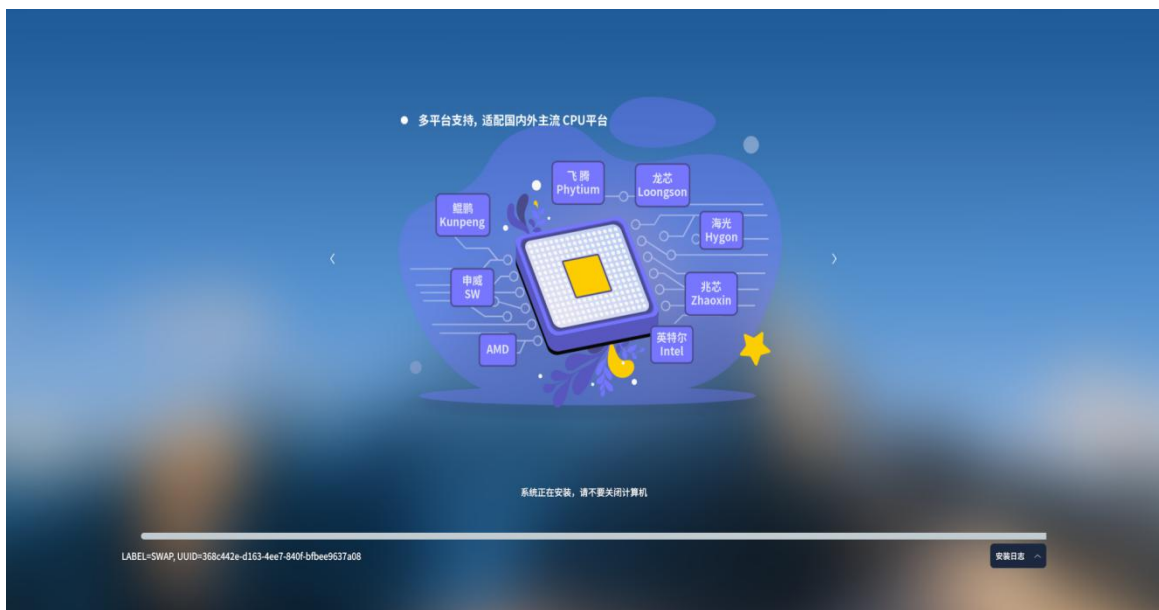 多平台支持, 适配国内外主流 CPU平台
飞腾
Phytium
龙芯
Loongson
鲲鹏
Kunpeng
海光
Hygon
申威
SW
兆芯
Zhaoxin
英特尔
Intel
AMD
系统正在安装，请不要关闭计算机
LABEL=SWAP, UUID=368c442e-d163-4ee7-840f-bfbee9637a08
安装日志